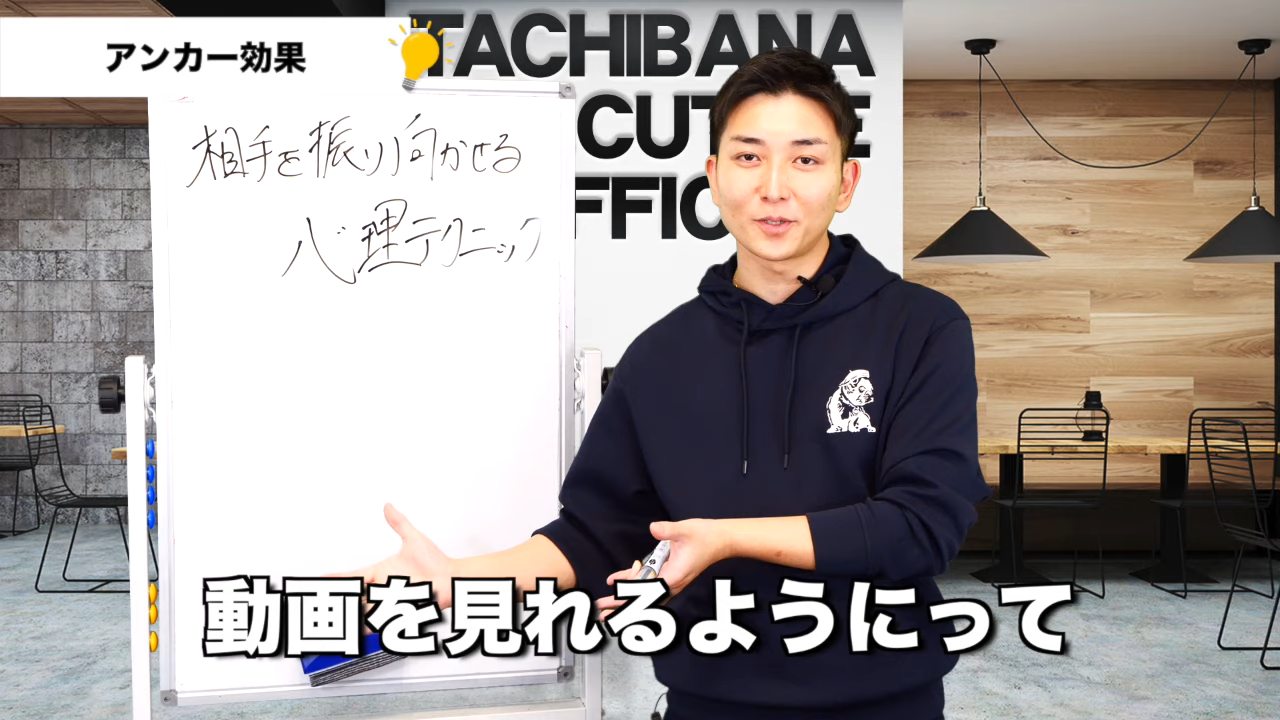 アンカー効果
TACHIBANA
CUT
E
FFIC
相手を振り向かせる
心理テクニック
動画を見れるようにって